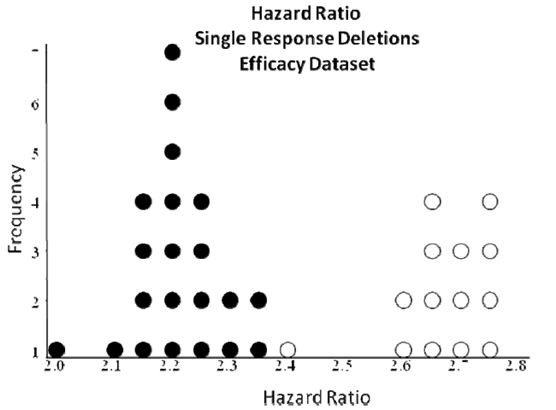 Hazard Ratio
Single Response Deletions
Efficacy Dataset
6
5
4
3
2
1
Frequency
2.0 2.1 2.2 2.3 2.4 2.5 2.6 2.8
Hazard Ratio